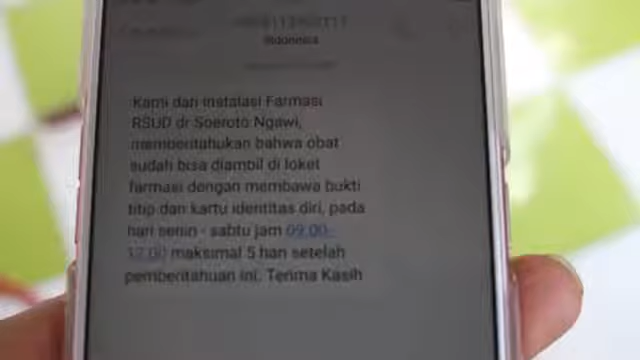 Indonesia
Kami dari Instalasi Farmasi
RSUD dr Soeroto Ngawi,
memberitahukan bahwa obat
sudah bisa diambil di loket
farmasi dengan membawa bukti
titip dan kartu identitas diri, pada
hari senin - sabtu jam 09.00-
maksimal 5 hari setelah
pemberitahuan ini. Terima Kasih